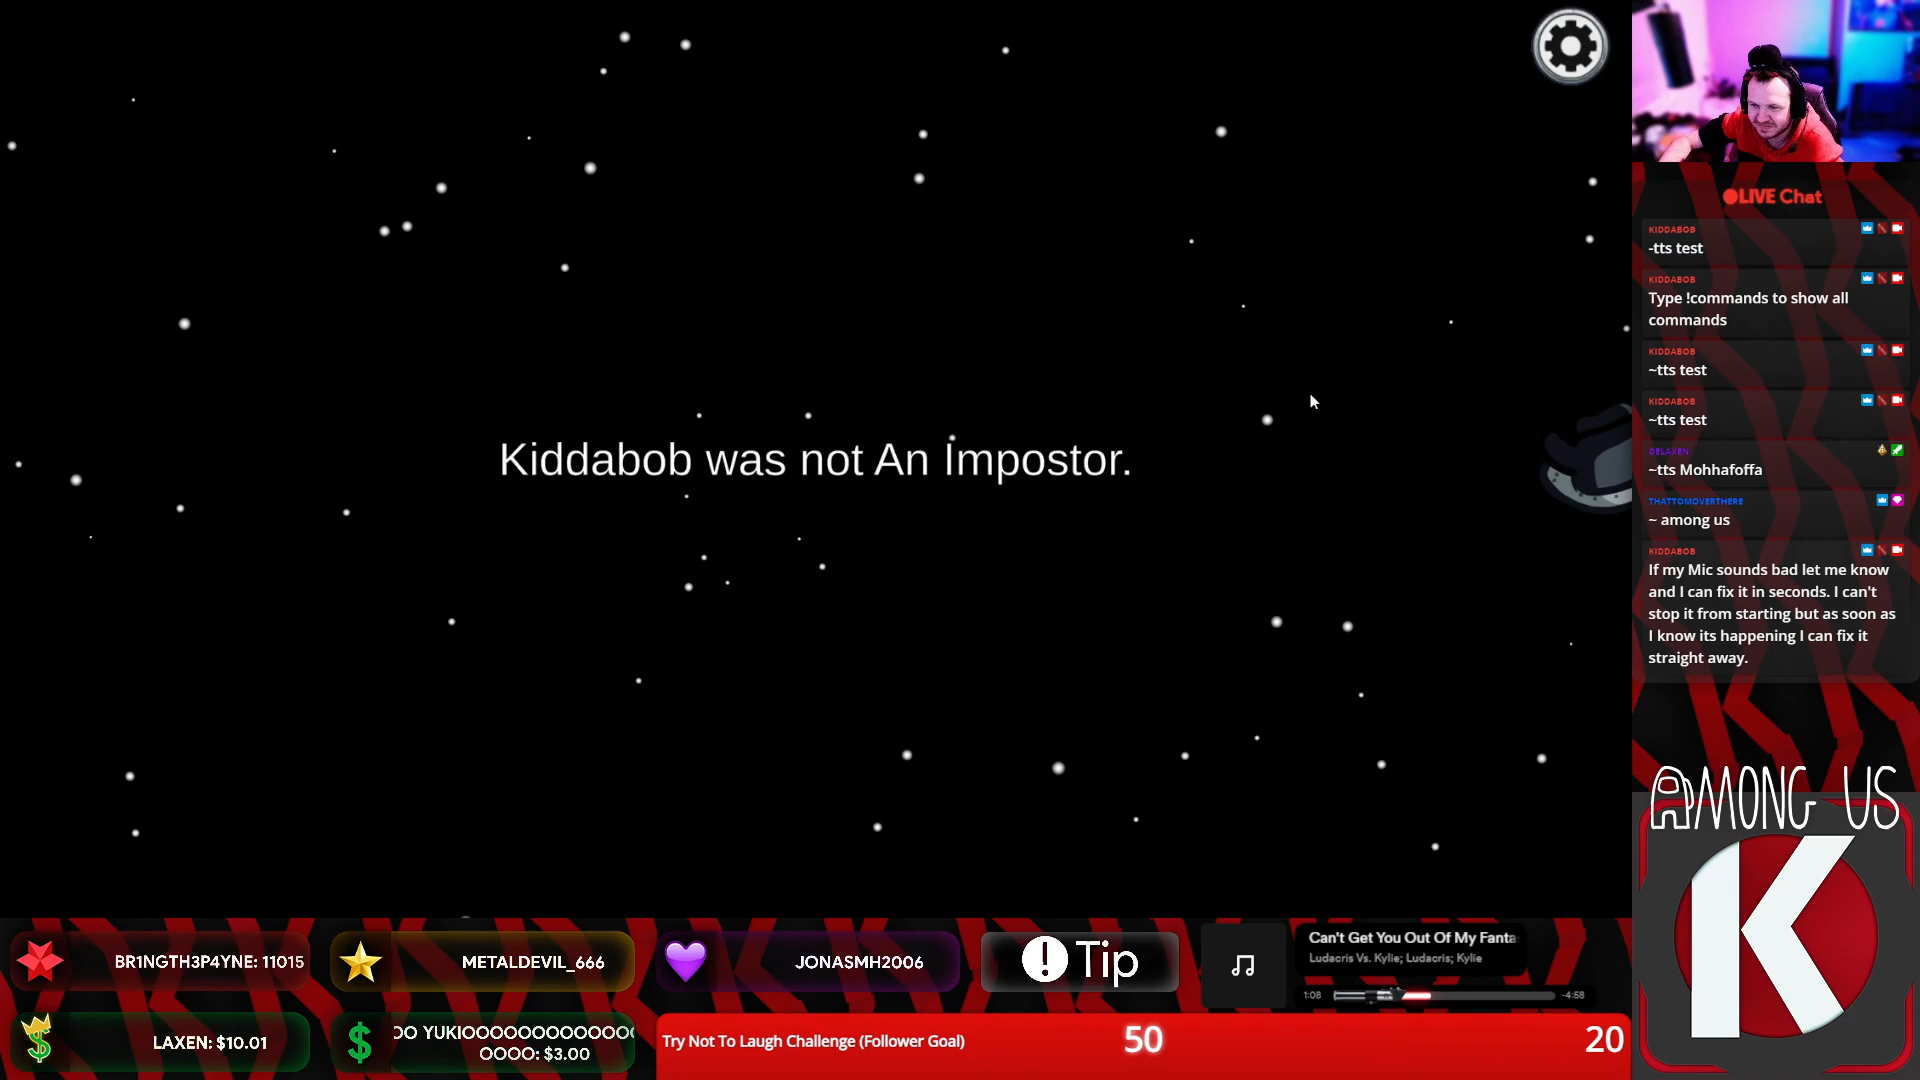 Kiddabob was not An Impostor.
LIVE Chat
KIDDABOB
-tts test
KIDDABOB
Type !commands to show all
commands
KIDDABOB
~tts test
KIDDABOB
~tts test
DELAXEN
~tts Mohhafoffa
THATTOMOVERTHERE
~ among us
KIDDABOB
If my Mic sounds bad let me know
and I can fix it in seconds. I can't
stop it from starting but as soon as
I know its happening I can fix it
straight away.
AMONG US
K
BR1NGTH3P4YNE: 11015
METALDEVIL_666
JONASMH2006
! Tip
Can't Get You Out Of My Fanta
Ludacris Vs. Kylie; Ludacris; Kylie
1:08
-4:58
LAXEN: $10.01
OOOO: $3.00
Try Not To Laugh Challenge (Follower Goal)
50
20